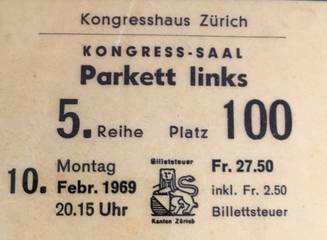 Kongresshaus Zürich
KONGRESS-SAAL
Parkett links
5. Reihe Platz 100
10. Montag
Febr. 1969
20.15 Uhr
Billetsteuer
Kanton Zürich
Fr. 27.50
inkl. Fr. 2.50
Billettsteuer